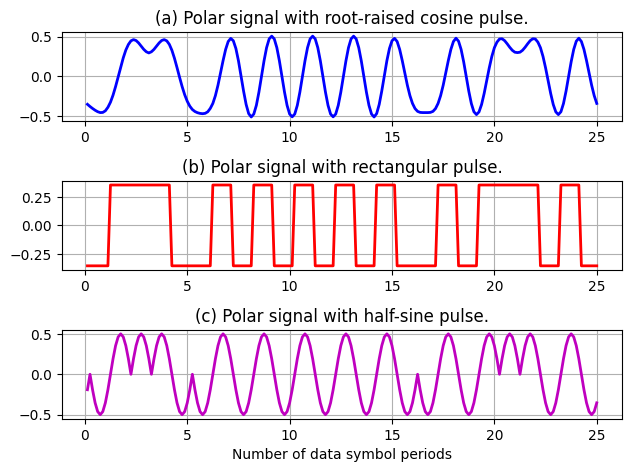 (a) Polar signal with root-raised cosine pulse.
0.5
0.0
−0.5
0 5 10 15 20 25
(b) Polar signal with rectangular pulse.
0.25
0.00
−0.25
0 5 10 15 20 25
(c) Polar signal with half-sine pulse.
0.5
0.0
−0.5
0 5 10 15 20 25
Number of data symbol periods